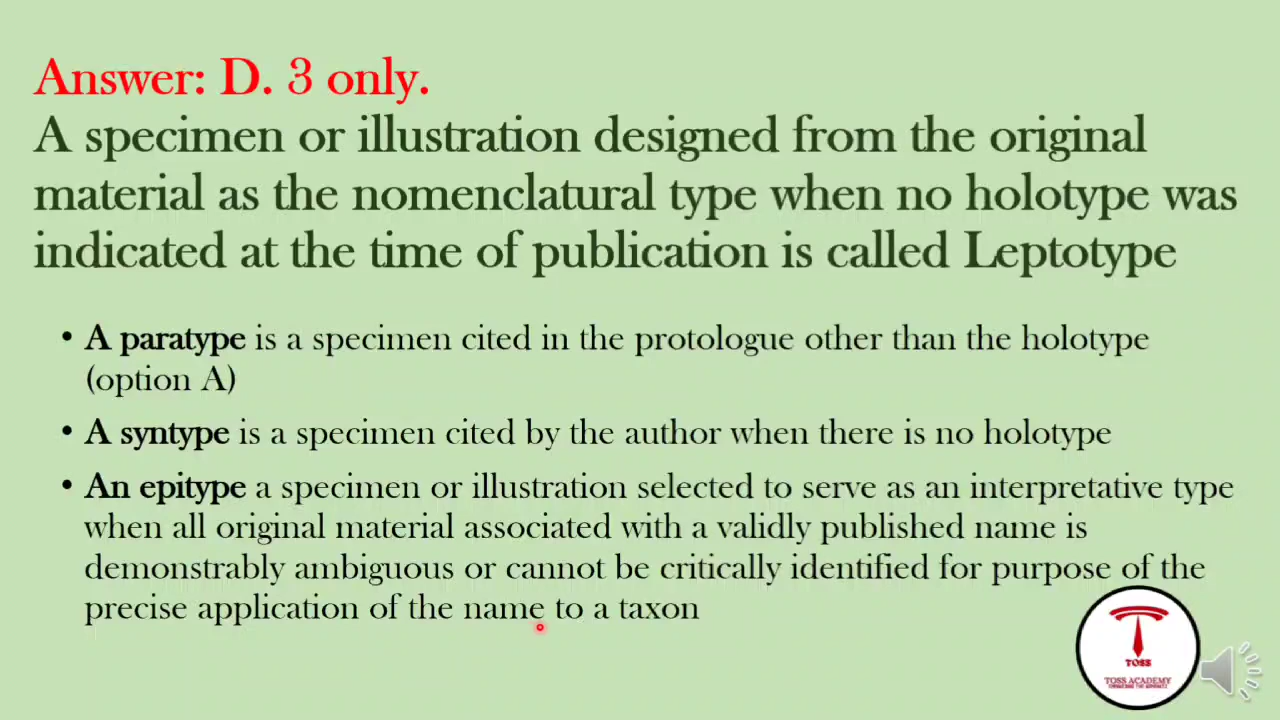 Answer: D. 3 only.
A specimen or illustration designed from the original
material as the nomenclatural type when no holotype was
indicated at the time of publication is called Leptotype
• A paratype is a specimen cited in the protologue other than the holotype
(option A)
• A syntype is a specimen cited by the author when there is no holotype
• An epitype a specimen or illustration selected to serve as an interpretative type
when all original material associated with a validly published name is
demonstrably ambiguous or cannot be critically identified for purpose of the
precise application of the name to a taxon
TOSS
TOSS ACADEMY